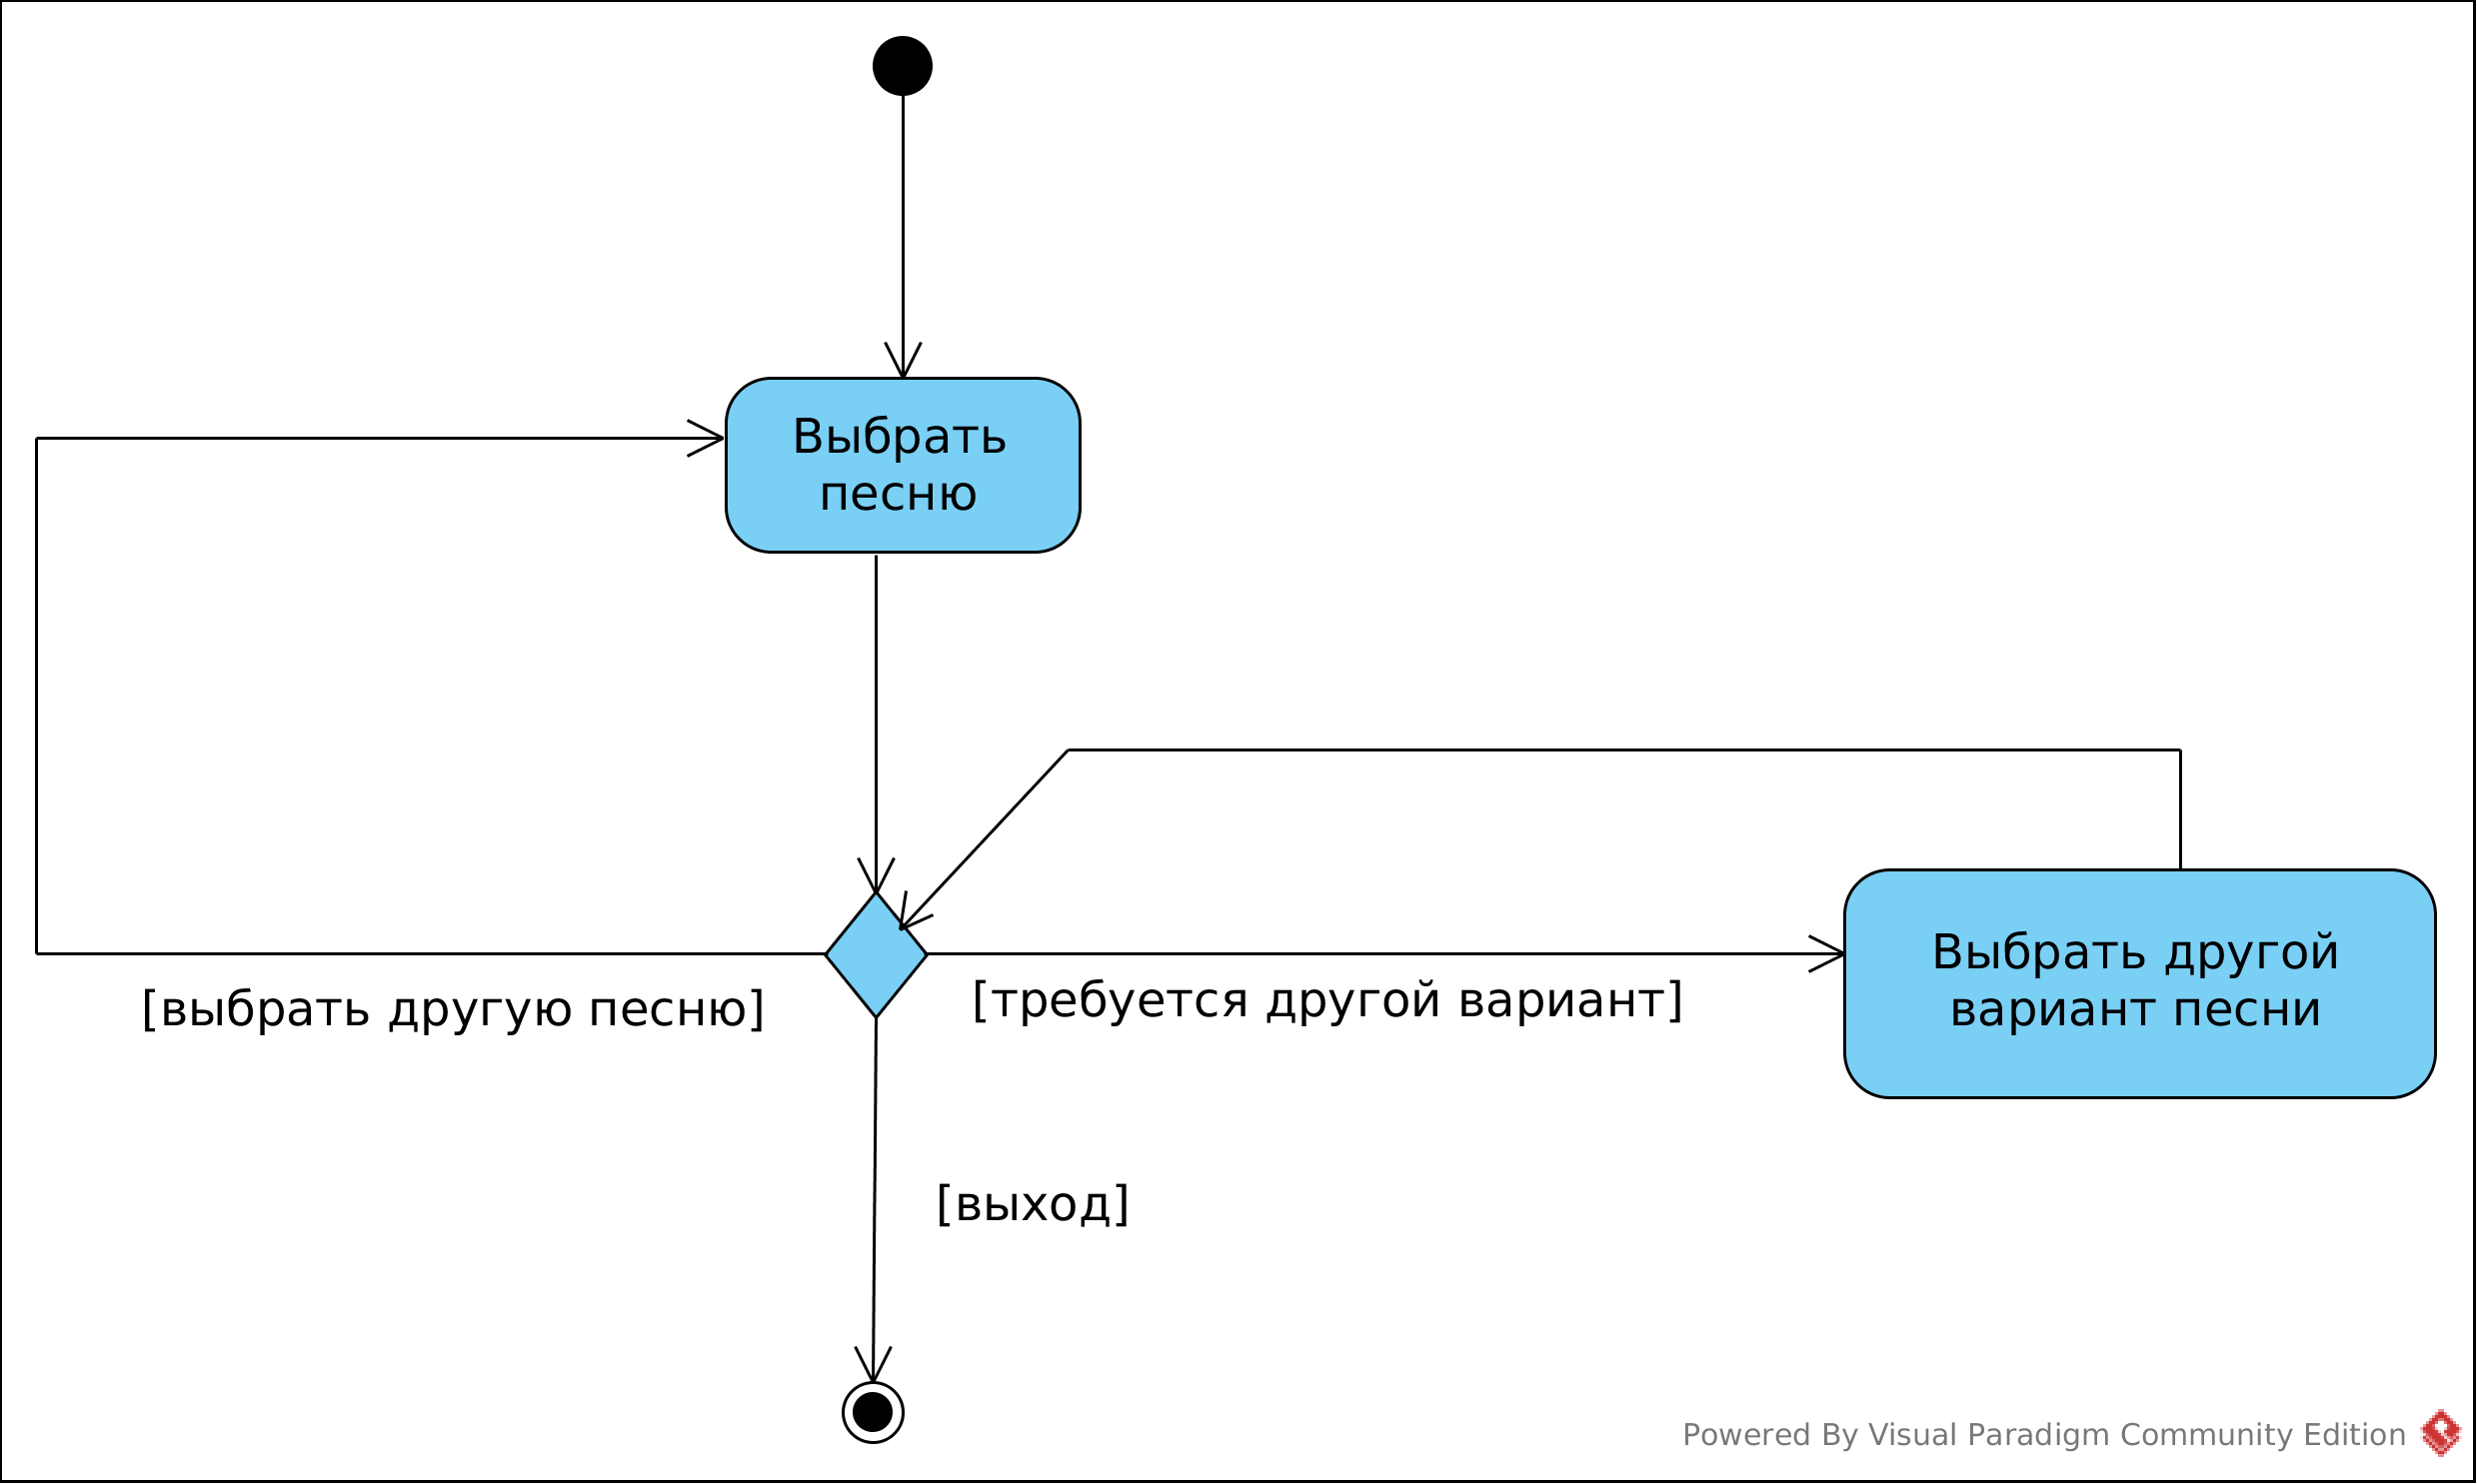 Выбрать
песню
[выбрать другую песню]
[требуется другой вариант]
Выбрать другой
вариант песни
[выход]
Powered By Visual Paradigm Community Edition